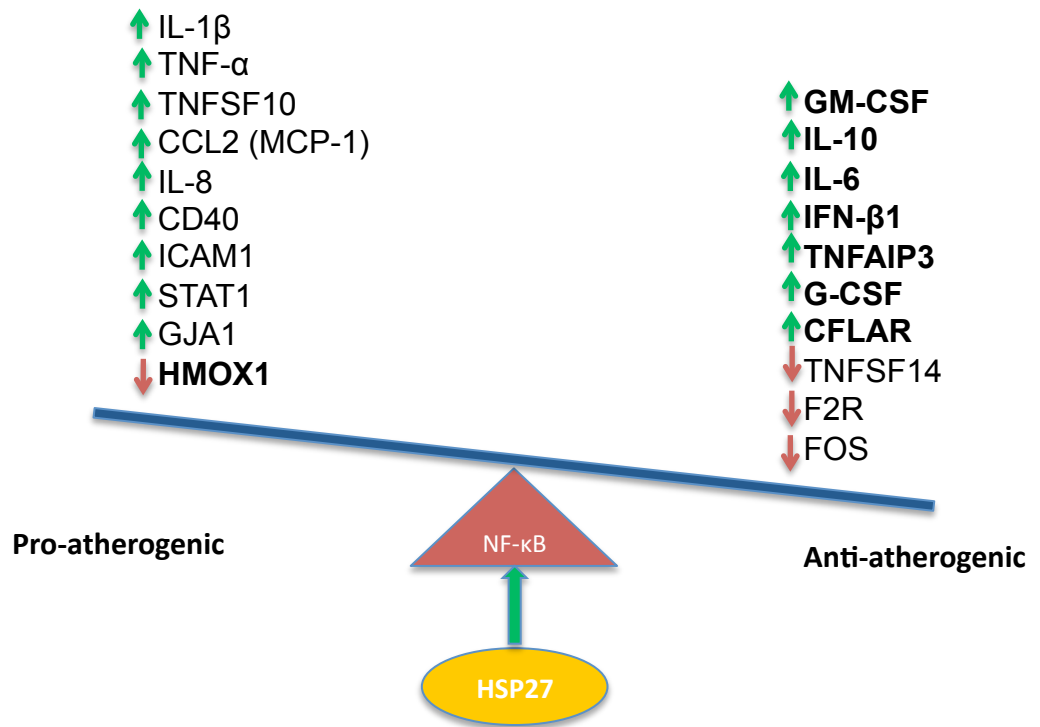 IL-1β
TNF-α
TNFSF10
CCL2 (MCP-1)
IL-8
CD40
ICAM1
STAT1
GJA1
HMOX1
GM-CSF
IL-10
IL-6
IFN-β1
TNFAIP3
G-CSF
CFLAR
TNFSF14
F2R
FOS
Pro-atherogenic
NF-κB
Anti-atherogenic
HSP27